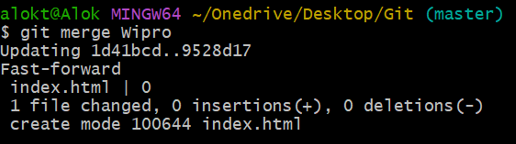 alokt@Alok MINGW64 ~/Onedrive/Desktop/Git (master)
$ git merge Wipro
Updating 1d41bcd..9528d17
Fast-forward
 index.html | 0
 1 file changed, 0 insertions(+), 0 deletions(-)
 create mode 100644 index.html